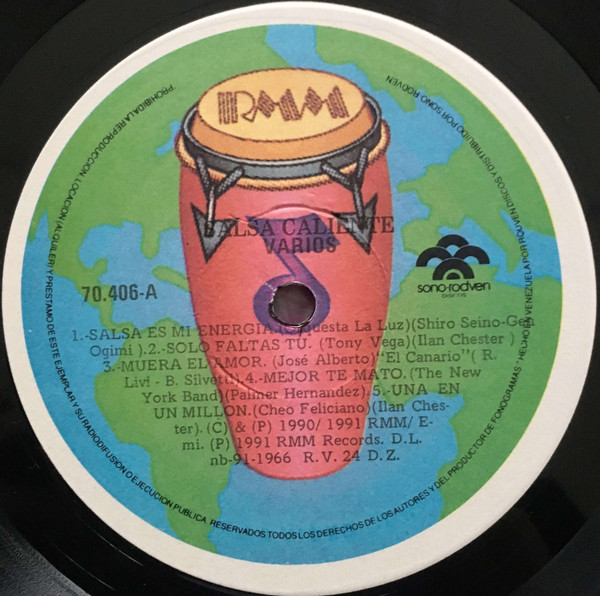 RMM
SALSA CALIENTE
VARIOS
70.406-A
sono-rodven
DISCOS
1.-SALSA ES MI ENERGIA.(Orquesta La Luz)(Shiro Seino-Gen
Ogimi ).2.-SOLO FALTAS TU. (Tony Vega)(Ilan Chester )
3.-MUERA EL AMOR. (José Alberto)"El Canario"( R.
Livi - B. Silvetti).4.-MEJOR TE MATO.(The New
York Band)(Palmer Hernandez).5.-UNA EN
UN MILLON.(Cheo Feliciano)(Ilan Ches-
ter).(C) & (P) 1990/ 1991 RMM/ E-
mi. (P) 1991 RMM Records. D.L.
nb-91-1966 R.V. 24 D.Z.
PROHIBIDA LA REPRODUCCION, LOCACION (ALQUILER) Y PRESTAMO DE ESTE EJEMPLAR Y SU RADIODIFUSION O EJECUCION PUBLICA. RESERVADOS TODOS LOS DERECHOS DE LOS AUTORES Y DEL PRODUCTOR DE FONOGRAMAS * HECHO EN VENEZUELA POR RODVEN DISCOS Y DISTRIBUIDO POR SONO-RODVEN